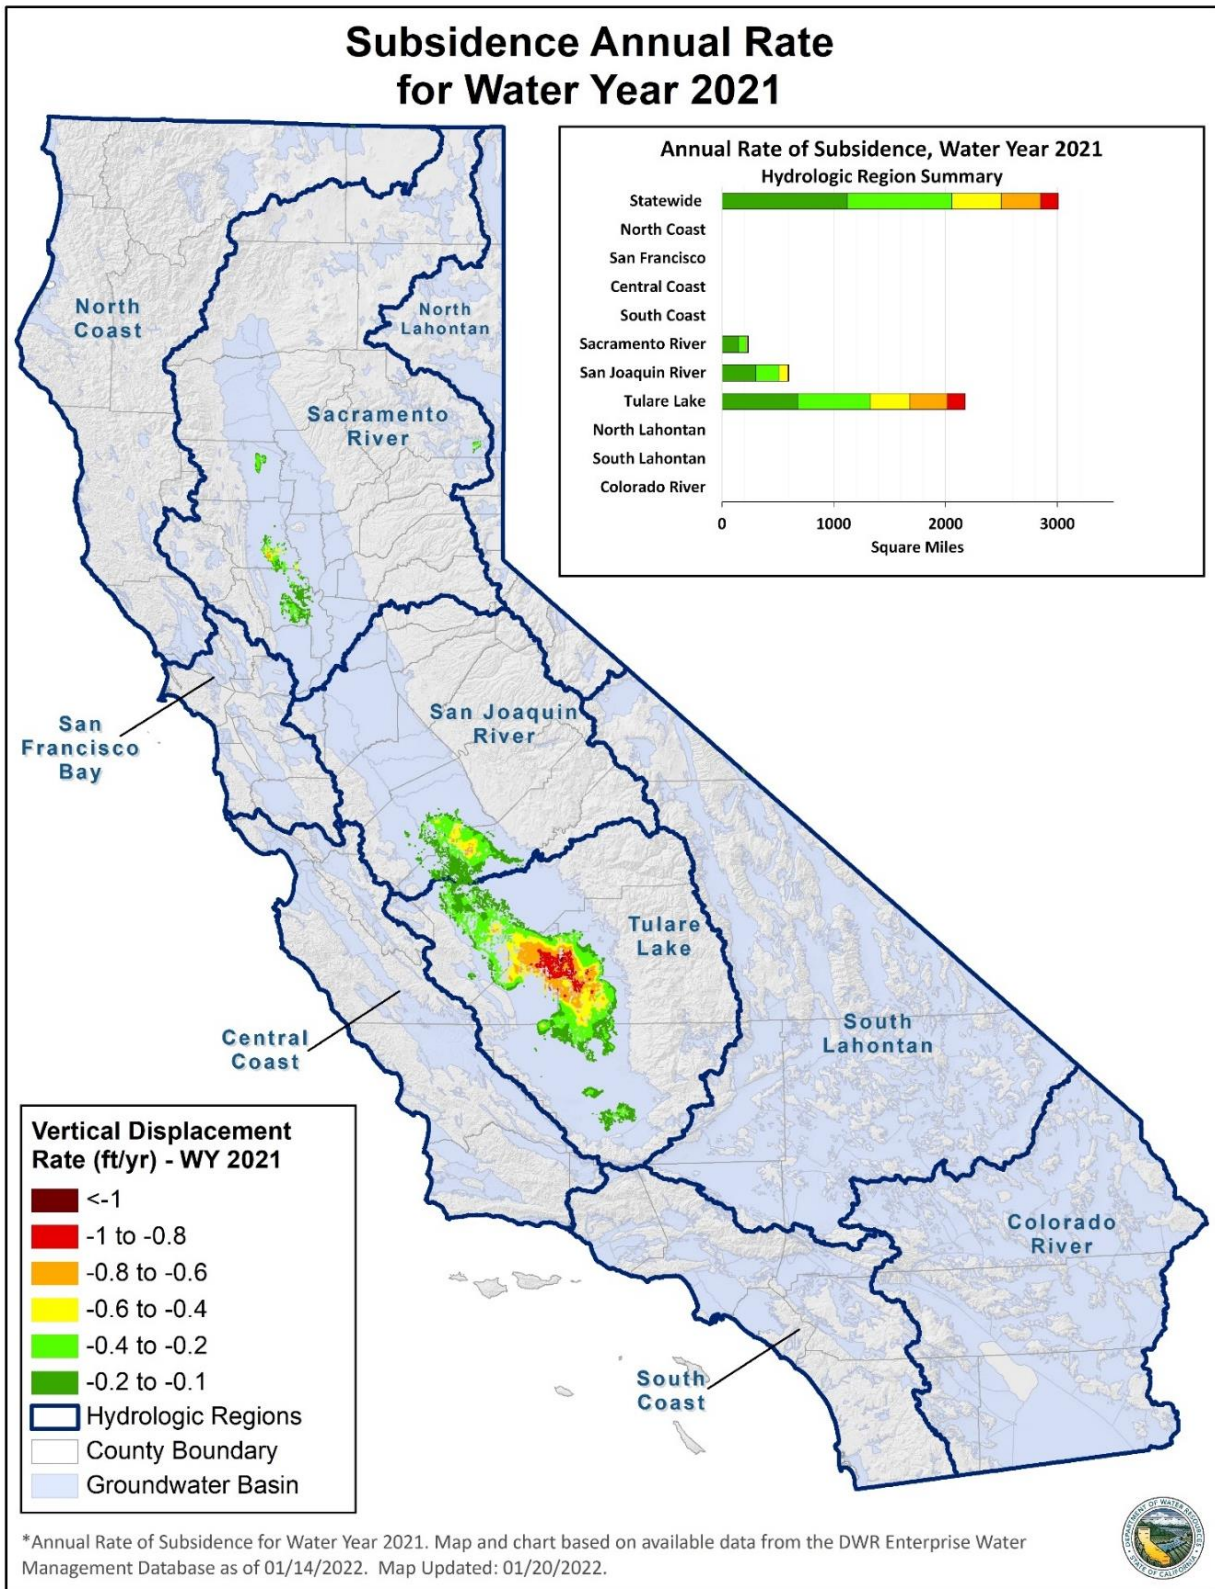 Subsidence Annual Rate
for Water Year 2021
Annual Rate of Subsidence, Water Year 2021
Hydrologic Region Summary
Statewide
North Coast
San Francisco
Central Coast
South Coast
Sacramento River
San Joaquin River
Tulare Lake
North Lahontan
South Lahontan
Colorado River
0 1000 2000 3000
Square Miles
North
Coast
North
Lahontan
Sacramento
River
San
Francisco
Bay
San Joaquin
River
Tulare
Lake
Central
Coast
South
Lahontan
Colorado
River
South
Coast
Vertical Displacement
Rate (ft/yr) - WY 2021
<-1
-1 to -0.8
-0.8 to -0.6
-0.6 to -0.4
-0.4 to -0.2
-0.2 to -0.1
Hydrologic Regions
County Boundary
Groundwater Basin
*Annual Rate of Subsidence for Water Year 2021. Map and chart based on available data from the DWR Enterprise Water
Management Database as of 01/14/2022. Map Updated: 01/20/2022.
DEPARTMENT OF WATER RESOURCES
STATE OF CALIFORNIA